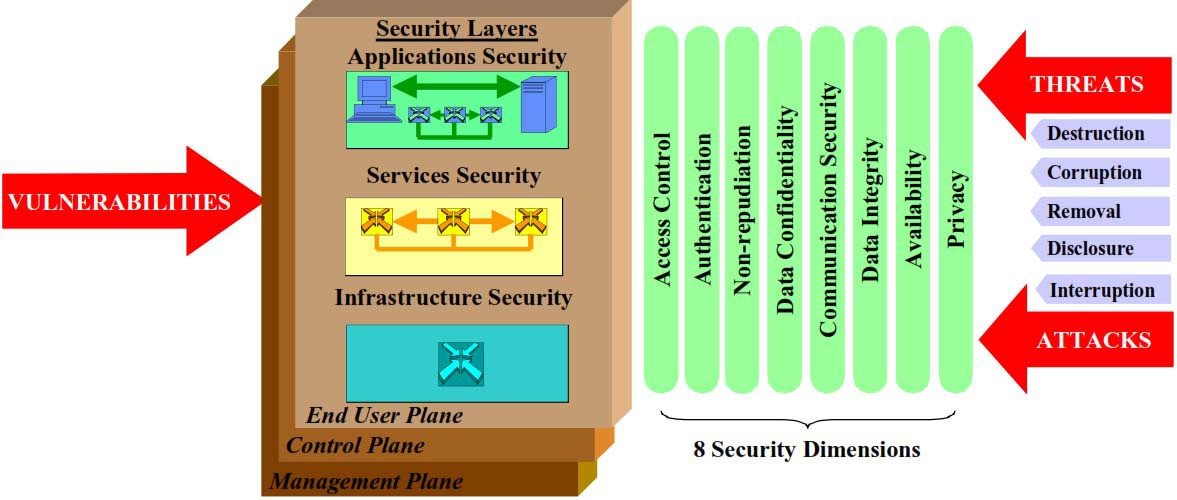 VULNERABILITIES
Security Layers
Applications Security
Services Security
Infrastructure Security
End User Plane
Control Plane
Management Plane
Access Control
Authentication
Non-repudiation
Data Confidentiality
Communication Security
Data Integrity
Availability
Privacy
8 Security Dimensions
THREATS
Destruction
Corruption
Removal
Disclosure
Interruption
ATTACKS